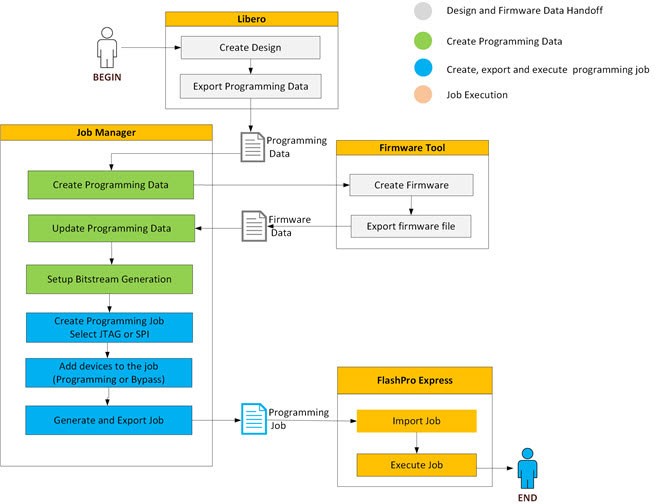 Libero
Create Design
Export Programming Data
BEGIN
Design and Firmware Data Handoff
Create Programming Data
Create, export and execute programming job
Job Execution
Programming
Data
Job Manager
Create Programming Data
Update Programming Data
Setup Bitstream Generation
Create Programming Job
Select JTAG or SPI
Add devices to the job
(Programming or Bypass)
Generate and Export Job
Firmware Tool
Create Firmware
Export firmware file
Firmware
Data
Programming
Job
FlashPro Express
Import Job
Execute Job
END